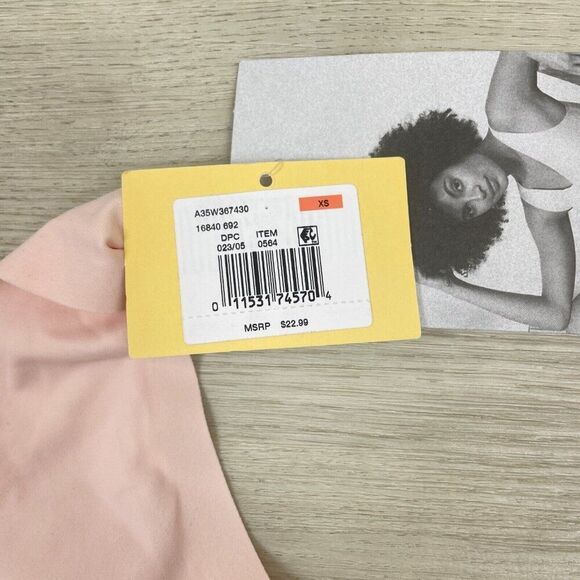 A35W367430 XS
16840 692
DPC ITEM
023/05 0564
0 11531 74570 4
MSRP $22.99